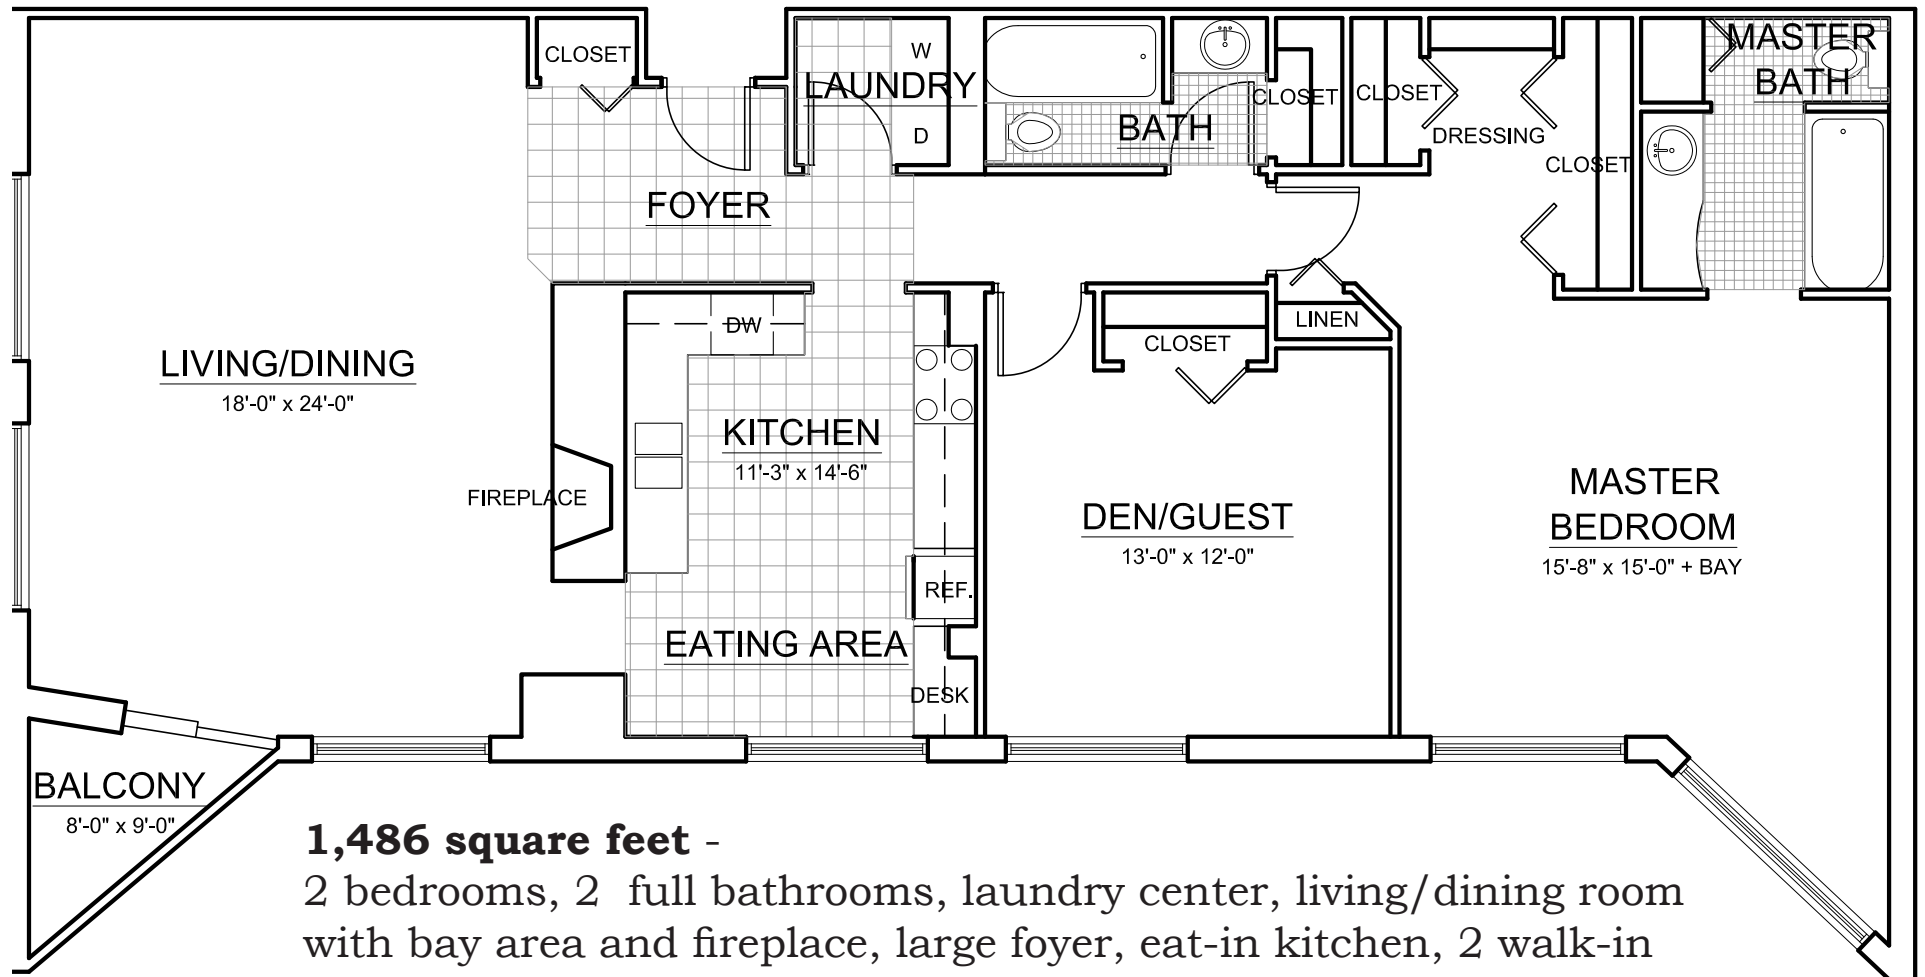 CLOSET
W
LAUNDRY
D
BATH
CLOSET
CLOSET
DRESSING
CLOSET
MASTER
BATH
FOYER
LIVING/DINING
18'-0" x 24'-0"
DW
KITCHEN
11'-3" x 14'-6"
FIREPLACE
REF.
EATING AREA
DESK
LINEN
CLOSET
DEN/GUEST
13'-0" x 12'-0"
MASTER
BEDROOM
15'-8" x 15'-0" + BAY
BALCONY
8'-0" x 9'-0"
1,486 square feet -
2 bedrooms, 2 full bathrooms, laundry center, living/dining room
with bay area and fireplace, large foyer, eat-in kitchen, 2 walk-in